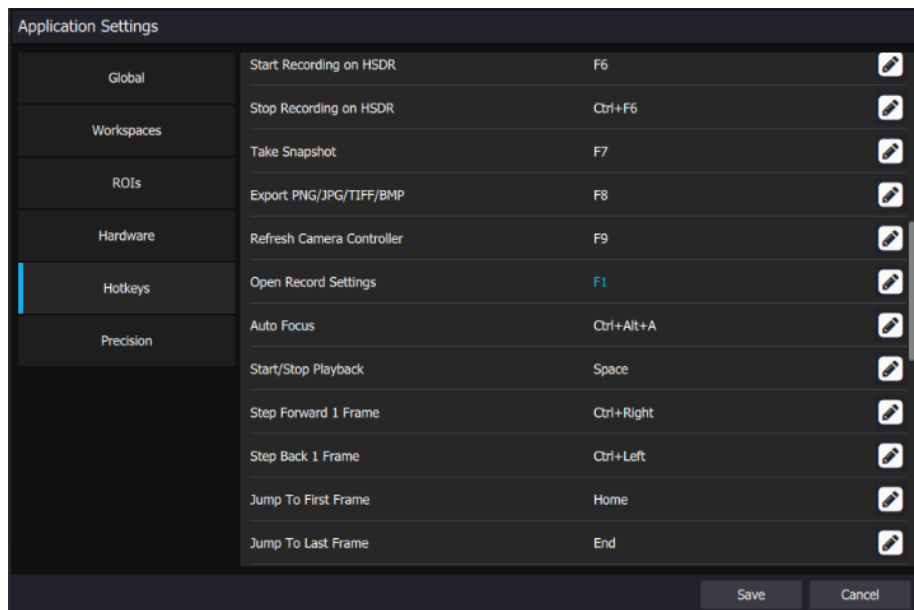 Application Settings
Global
Workspaces
ROIs
Hardware
Hotkeys
Precision
Start Recording on HSDR F6
Stop Recording on HSDR Ctrl+F6
Take Snapshot F7
Export PNG/JPG/TIFF/BMP F8
Refresh Camera Controller F9
Open Record Settings F1
Auto Focus Ctrl+Alt+A
Start/Stop Playback Space
Step Forward 1 Frame Ctrl+Right
Step Back 1 Frame Ctrl+Left
Jump To First Frame Home
Jump To Last Frame End
Save Cancel